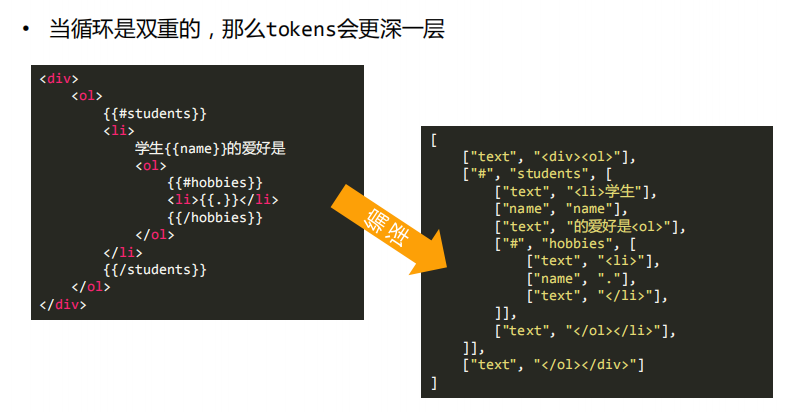 • 当循环是双重的，那么tokens会更深一层
<div>
    <ol>
        {{#students}}
        <li>
            学生{{name}}的爱好是
            <ol>
                {{#hobbies}}
                <li>{{.}}</li>
                {{/hobbies}}
            </ol>
        </li>
        {{/students}}
    </ol>
</div>
编译
[
    ["text", "<div><ol>"],
    ["#", "students", [
        ["text", "<li>学生"],
        ["name", "name"],
        ["text", "的爱好是<ol>"],
        ["#", "hobbies", [
            ["text", "<li>"],
            ["name", "."],
            ["text", "</li>"],
        ]],
        ["text", "</ol></li>"],
    ]],
    ["text", "</ol></div>"]
]